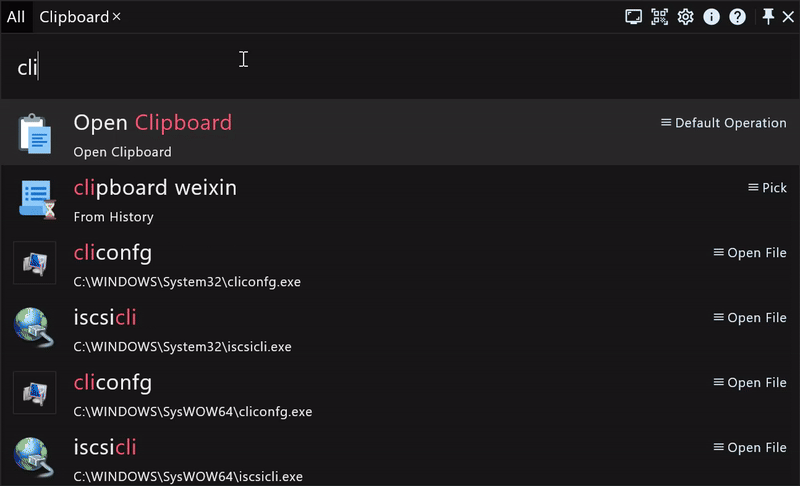 All Clipboard ×
cli
Open Clipboard
Default Operation
Open Clipboard
clipboard weixin
Pick
From History
cliconfg
Open File
C:\WINDOWS\System32\cliconfg.exe
iscsicli
Open File
C:\WINDOWS\System32\iscsicli.exe
cliconfg
Open File
C:\WINDOWS\SysWOW64\cliconfg.exe
iscsicli
Open File
C:\WINDOWS\SysWOW64\iscsicli.exe